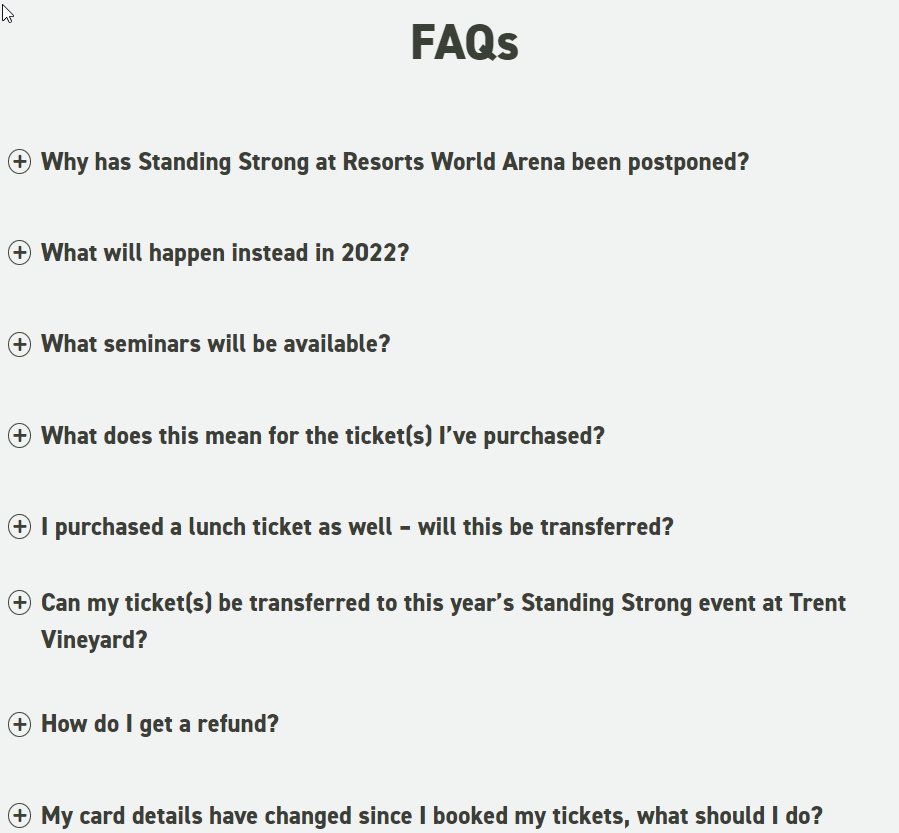 FAQs
Why has Standing Strong at Resorts World Arena been postponed?
What will happen instead in 2022?
What seminars will be available?
What does this mean for the ticket(s) I’ve purchased?
I purchased a lunch ticket as well – will this be transferred?
Can my ticket(s) be transferred to this year’s Standing Strong event at Trent
Vineyard?
How do I get a refund?
My card details have changed since I booked my tickets, what should I do?